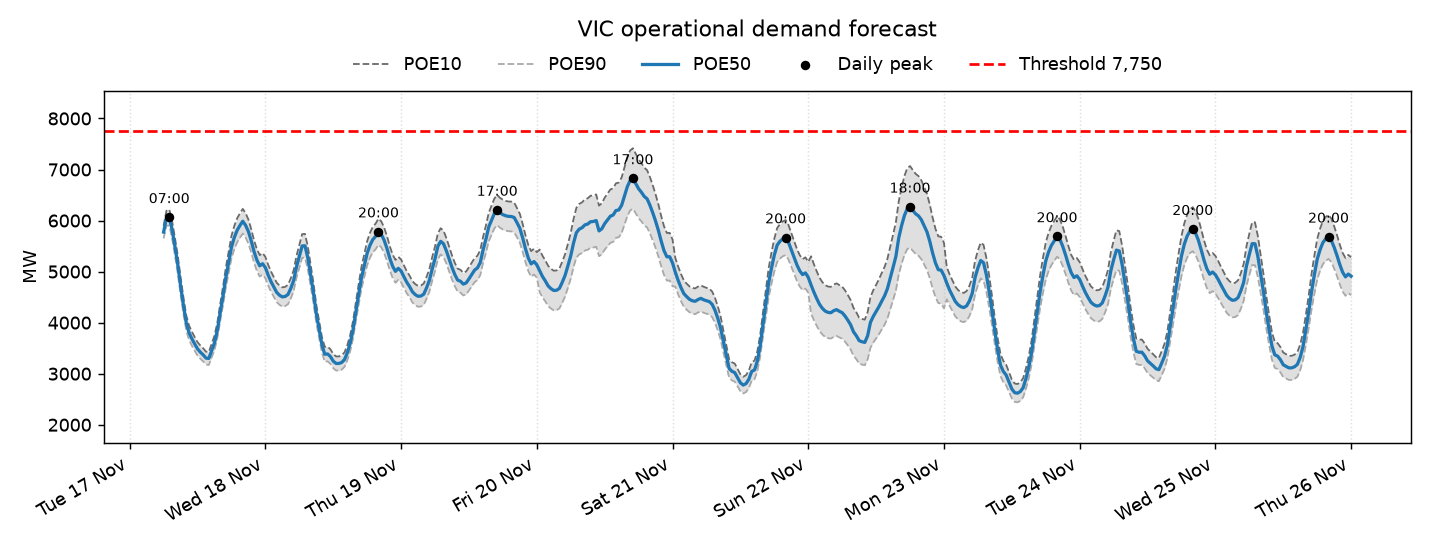 VIC operational demand forecast
POE10 POE90 POE50 Daily peak Threshold 7,750
MW
8000
7000
6000
5000
4000
3000
2000
07:00
20:00
17:00
17:00
20:00
18:00
20:00
20:00
20:00
Tue 17 Nov
Wed 18 Nov
Thu 19 Nov
Fri 20 Nov
Sat 21 Nov
Sun 22 Nov
Mon 23 Nov
Tue 24 Nov
Wed 25 Nov
Thu 26 Nov